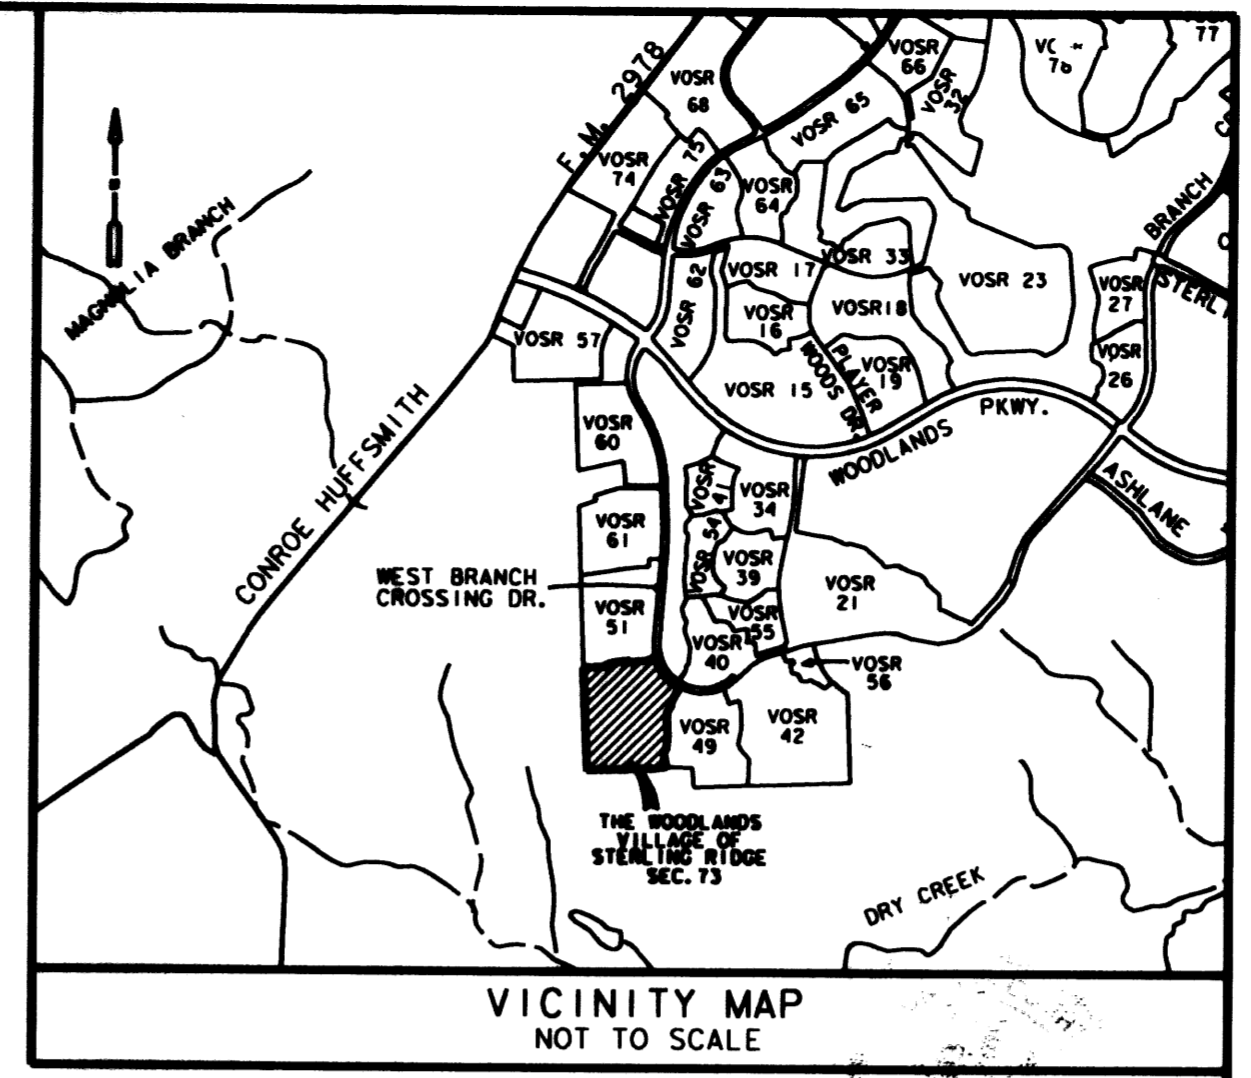 77
VOSR
66
VOSR
32
F. M. 2978
VOSR
68
VOSR 65
VOSR
74
VOSR 75
VOSR 63
VOSR
64
BRANCH
MAGNOLIA BRANCH
VOSR 33
VOSR 62
VOSR 17
VOSR 23
VOSR
27
VOSR
16
VOSR18
VOSR 57
VOSR
26
WOODS DR.
PLAYER
VOSR
19
VOSR 15
PKWY.
WOODLANDS
CONROE HUFFSMITH
VOSR
60
ASHLANE
VOSR
41
VOSR
34
VOSR
61
VOSR 54
VOSR
39
WEST BRANCH
CROSSING DR.
VOSR
21
VOSR
51
VOSR
55
VOSR
40
VOSR
56
VOSR
49
VOSR
42
THE WOODLANDS
VILLAGE OF
STERLING RIDGE
SEC. 73
DRY CREEK
VICINITY MAP
NOT TO SCALE